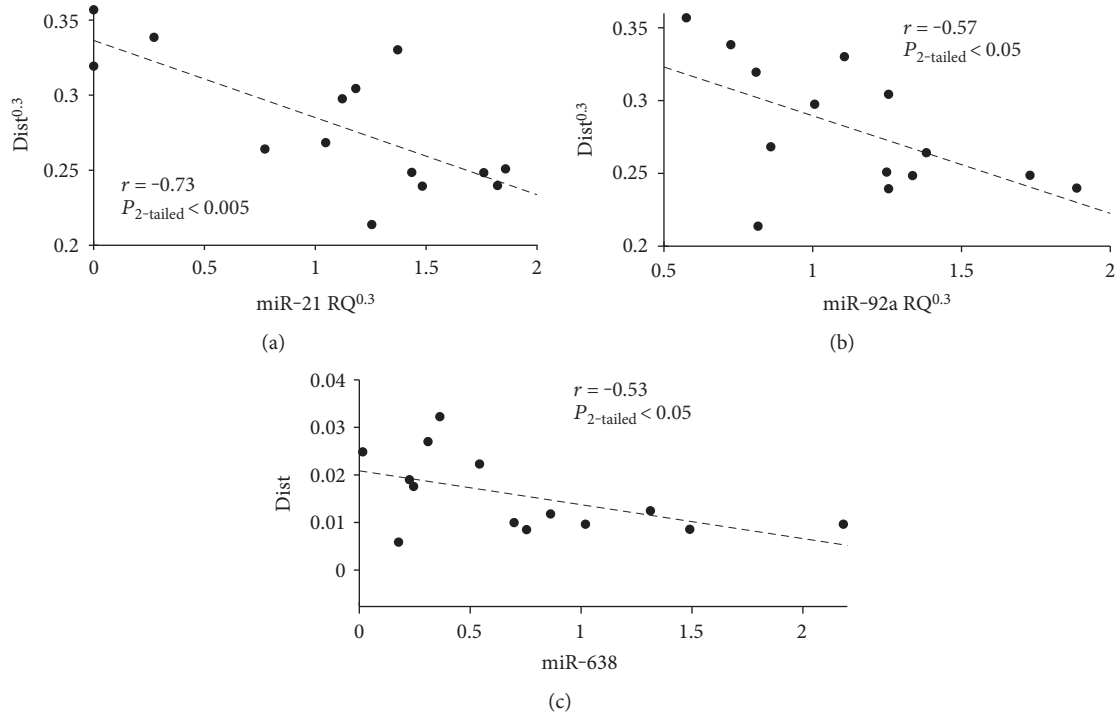 0.35
0.3
0.25
0.2
Dist^0.3
r = −0.73
P2-tailed < 0.005
0 0.5 1 1.5 2
miR-21 RQ^0.3
(a)
0.35
0.3
0.25
0.2
Dist^0.3
r = −0.57
P2-tailed < 0.05
0.5 1 1.5 2
miR-92a RQ^0.3
(b)
0.04
0.03
0.02
0.01
0
Dist
r = −0.53
P2-tailed < 0.05
0 0.5 1 1.5 2
miR-638
(c)